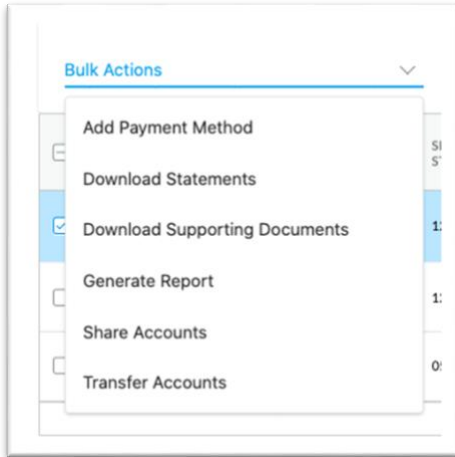 Bulk Actions
Add Payment Method
Download Statements
Download Supporting Documents
Generate Report
Share Accounts
Transfer Accounts